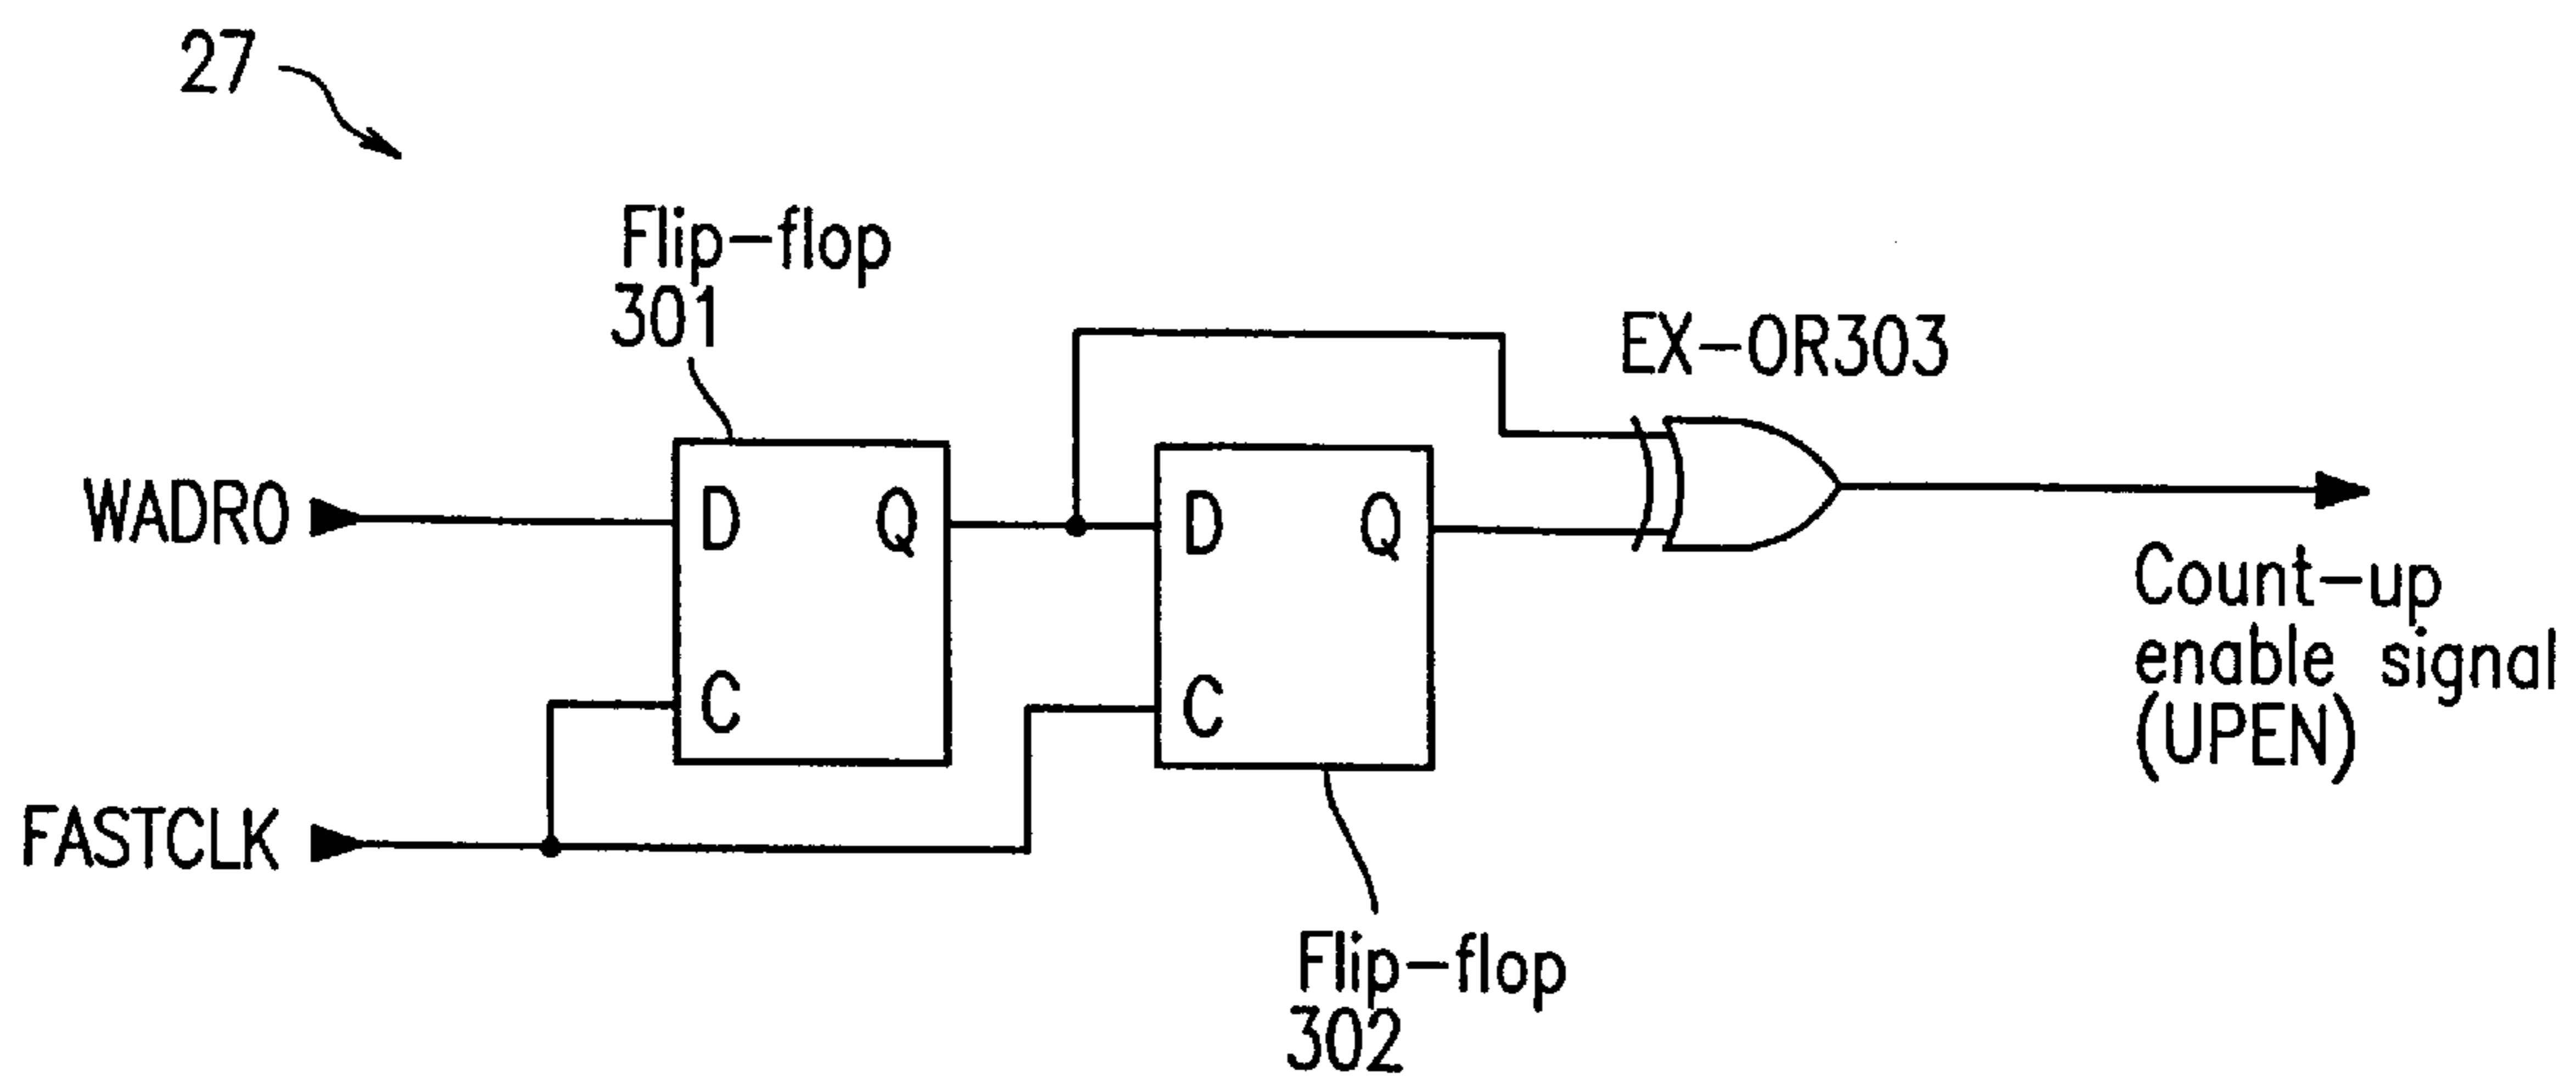 27
Flip-flop
301
EX-OR303
WADR0
D
Q
D
Q
C
C
Count-up
enable signal
(UPEN)
FASTCLK
Flip-flop
302